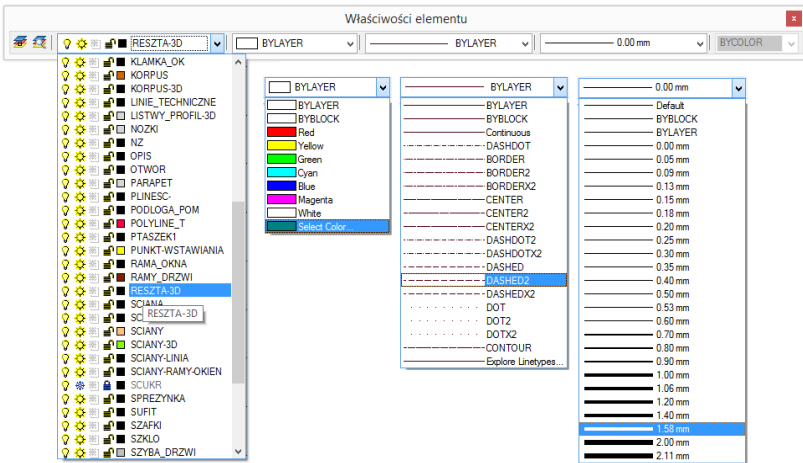 Właściwości elementu
x
RESZTA-3D
BYLAYER
BYLAYER
0.00 mm
BYCOLOR
KLAMKA_OK
KORPUS
KORPUS-3D
LINIE_TECHNICZNE
LISTWY_PROFIL-3D
NOZKI
NZ
OPIS
OTWOR
PARAPET
PLINESC-
PODLOGA_POM
POLYLINE_T
PTASZEK1
PUNKT-WSTAWIANIA
RAMA_OKNA
RAMY_DRZWI
RESZTA-3D
SCIANA
SC
RESZTA-3D
SCIANY
SCIANY-3D
SCIANY-LINIA
SCIANY-RAMY-OKIEN
SCUKR
SPREZYNKA
SUFIT
SZAFKI
SZKLO
SZYBA_DRZWI
BYLAYER
BYLAYER
BYBLOCK
Red
Yellow
Green
Cyan
Blue
Magenta
White
Select Color...
BYLAYER
BYLAYER
BYBLOCK
Continuous
DASHDOT
BORDER
BORDER2
BORDERX2
CENTER
CENTER2
CENTERX2
DASHDOT2
DASHDOTX2
DASHED
DASHED2
DASHEDX2
DOT
DOT2
DOTX2
CONTOUR
Explore Linetypes...
0.00 mm
Default
BYBLOCK
BYLAYER
0.00 mm
0.05 mm
0.09 mm
0.13 mm
0.15 mm
0.18 mm
0.20 mm
0.25 mm
0.30 mm
0.35 mm
0.40 mm
0.50 mm
0.53 mm
0.60 mm
0.70 mm
0.80 mm
0.90 mm
1.00 mm
1.06 mm
1.20 mm
1.40 mm
1.58 mm
2.00 mm
2.11 mm